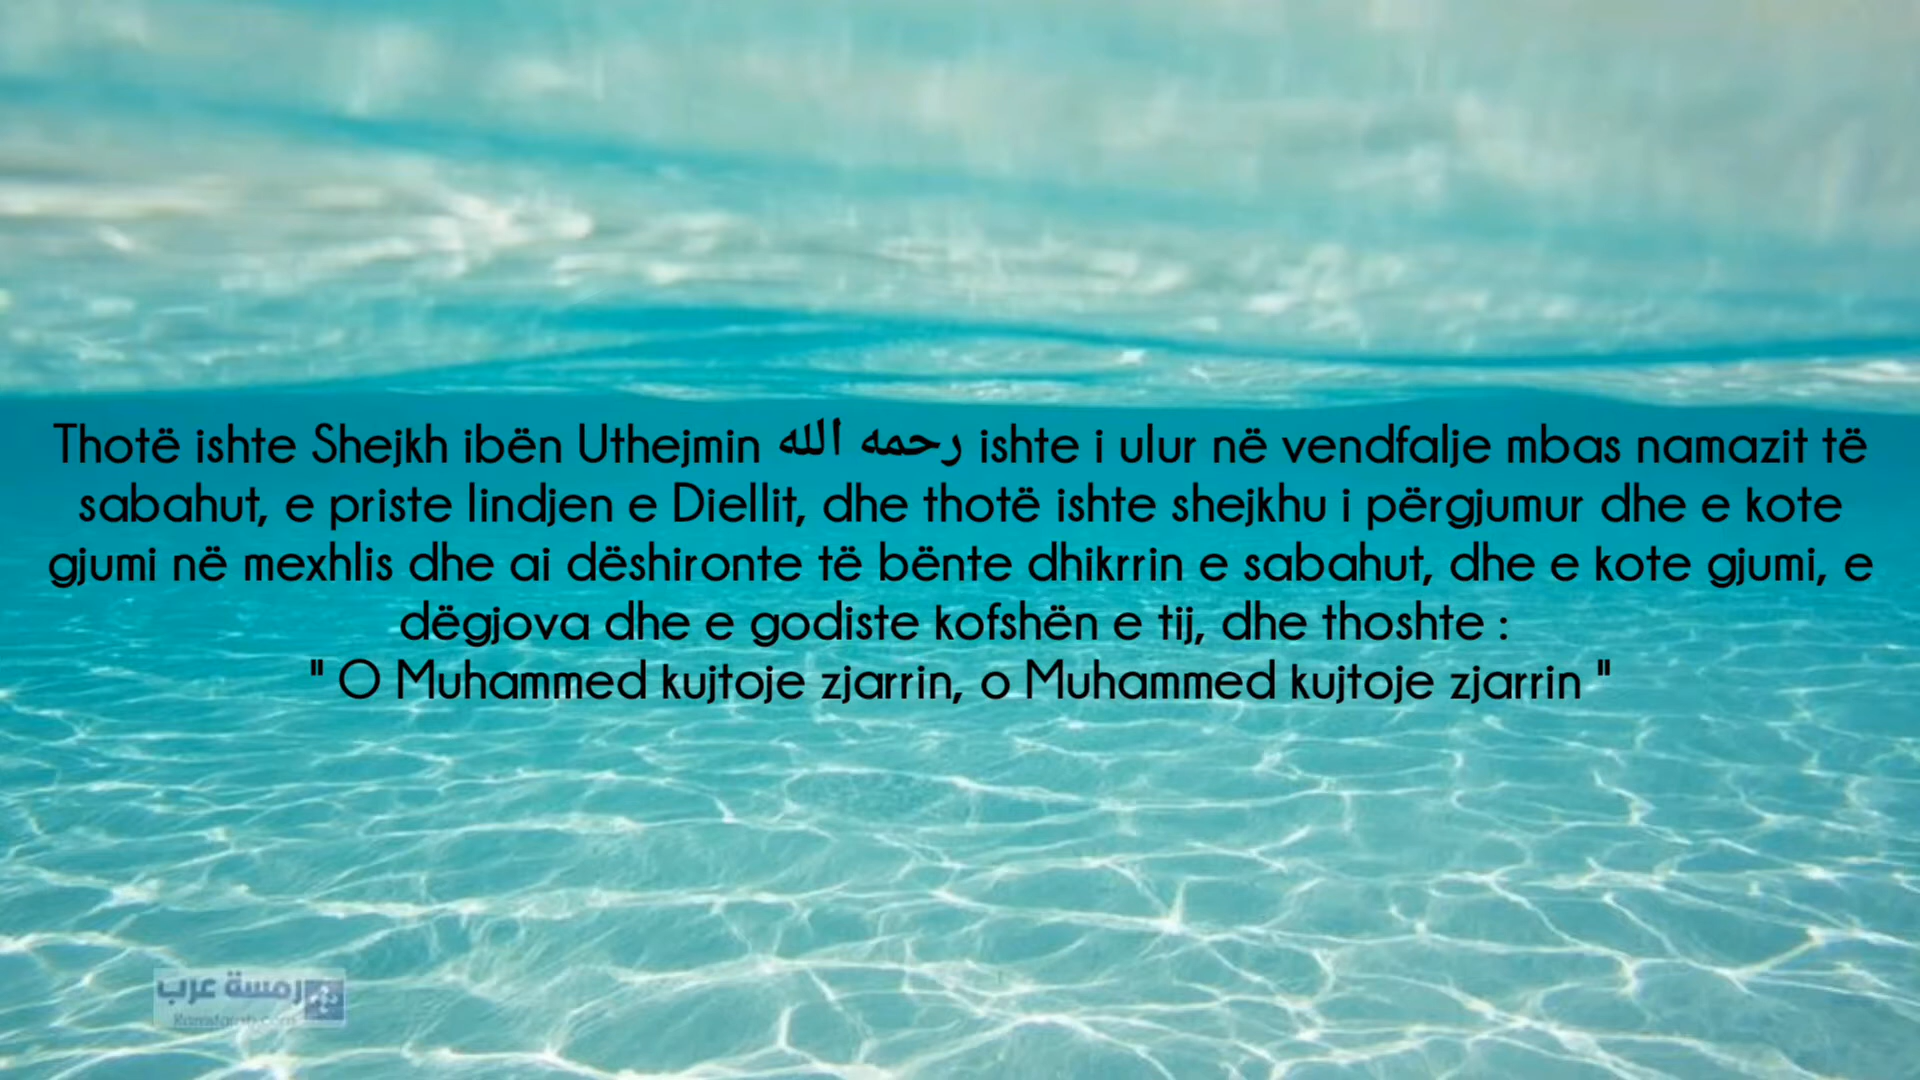 Thotë ishte Shejkh ibën Uthejmin رحمه الله ishte i ulur në vendfalje mbas namazit të
sabahut, e priste lindjen e Diellit, dhe thotë ishte shejkhu i përgjumur dhe e kote
gjumi në mexhlis dhe ai dëshironte të bënte dhikrrin e sabahut, dhe e kote gjumi, e
dëgjova dhe e godiste kofshën e tij, dhe thoshte :
" O Muhammed kujtoje zjarrin, o Muhammed kujtoje zjarrin "
رمسة عرب